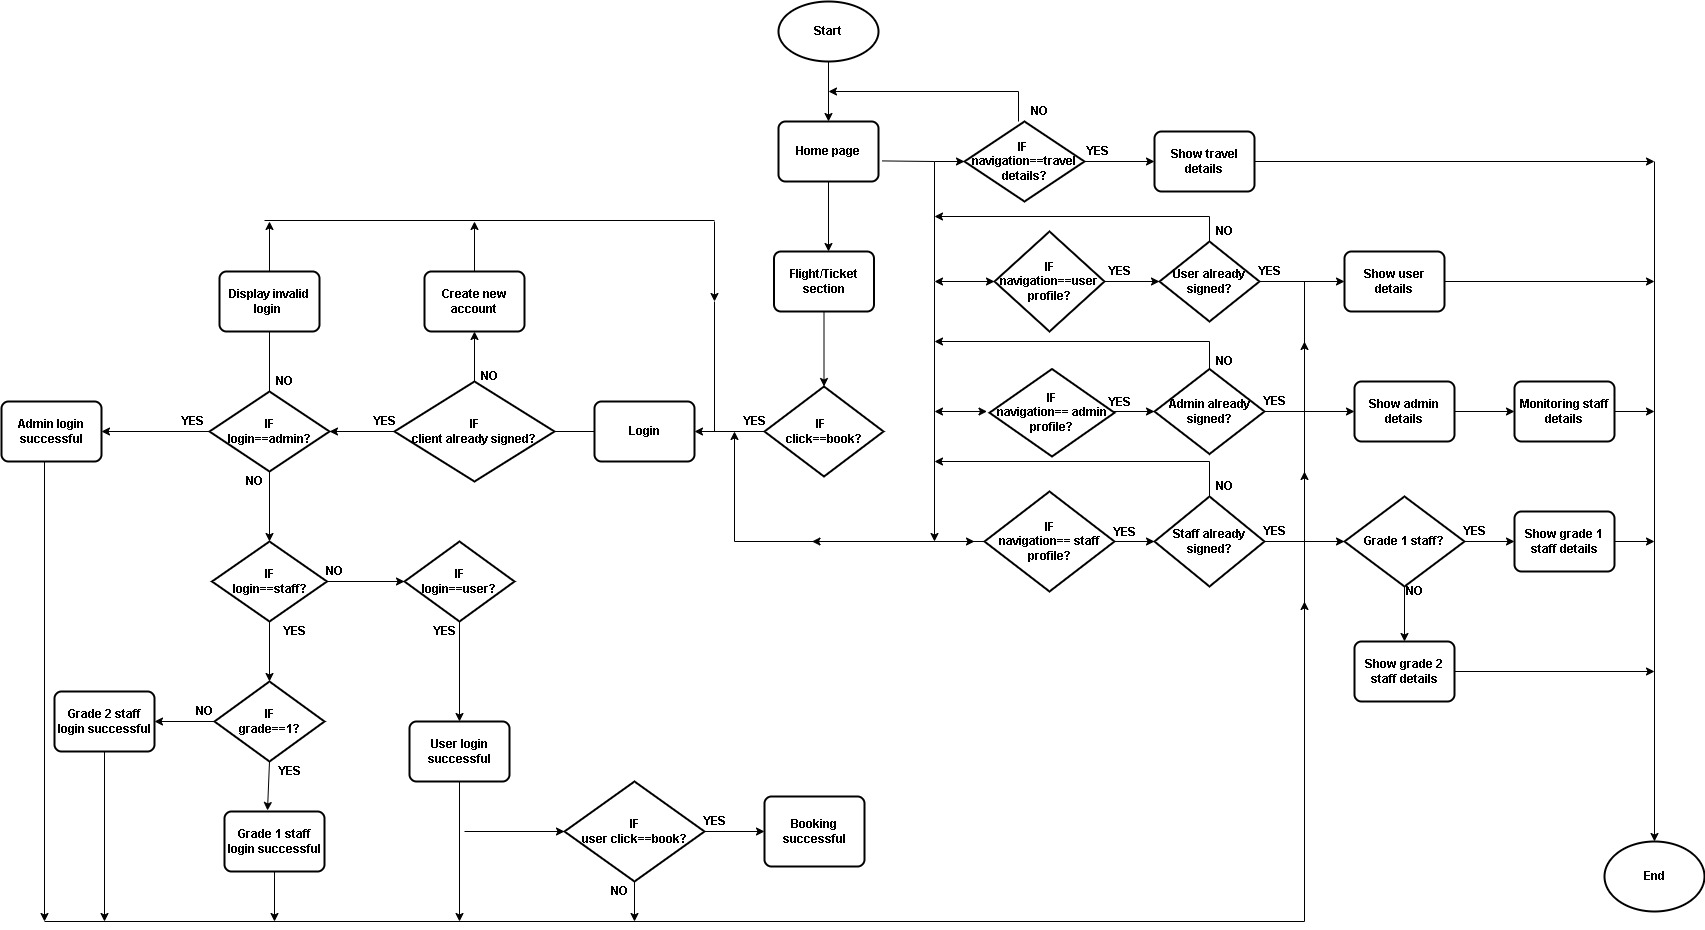 Start
NO
Home page
IF
navigation==travel
details?
YES
Show travel
details
NO
Flight/Ticket
section
IF
navigation==user
profile?
YES
User already
signed?
YES
Show user
details
Display invalid
login
Create new
account
NO
NO
NO
Admin login
successful
YES
IF
login==admin?
YES
IF
client already signed?
Login
YES
IF
click==book?
IF
navigation== admin
profile?
YES
Admin already
signed?
YES
Show admin
details
Monitoring staff
details
NO
NO
IF
navigation== staff
profile?
YES
Staff already
signed?
YES
Grade 1 staff?
YES
Show grade 1
staff details
NO
IF
login==staff?
NO
IF
login==user?
YES
YES
Show grade 2
staff details
Grade 2 staff
login successful
NO
IF
grade==1?
YES
User login
successful
Grade 1 staff
login successful
IF
user click==book?
YES
Booking
successful
NO
End